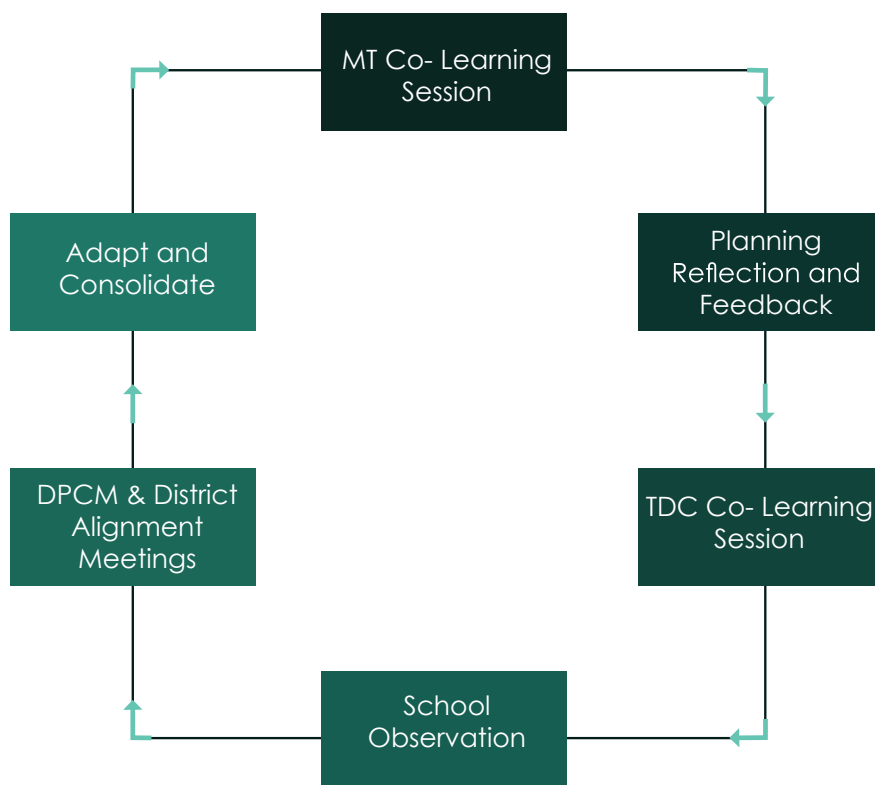 MT Co- Learning
Session
Planning
Reflection and
Feedback
TDC Co- Learning
Session
School
Observation
DPCM & District
Alignment
Meetings
Adapt and
Consolidate